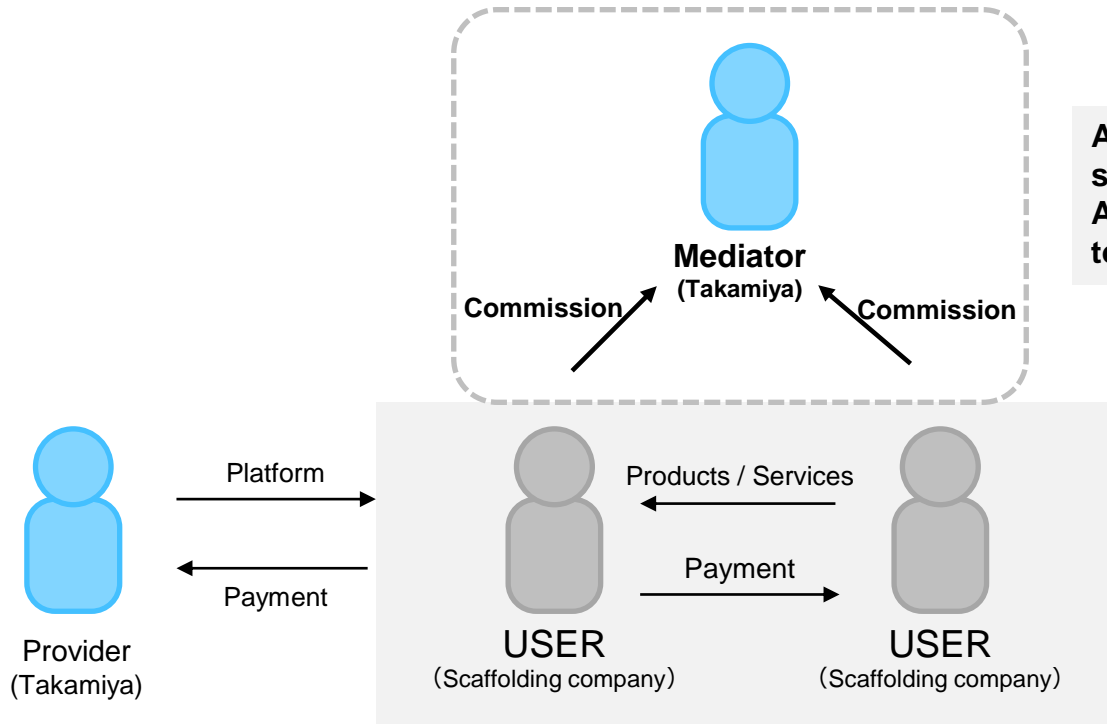 Mediator
(Takamiya)
Commission
Commission
Platform
Payment
Provider
(Takamiya)
Products / Services
Payment
USER
（Scaffolding company）
USER
（Scaffolding company）